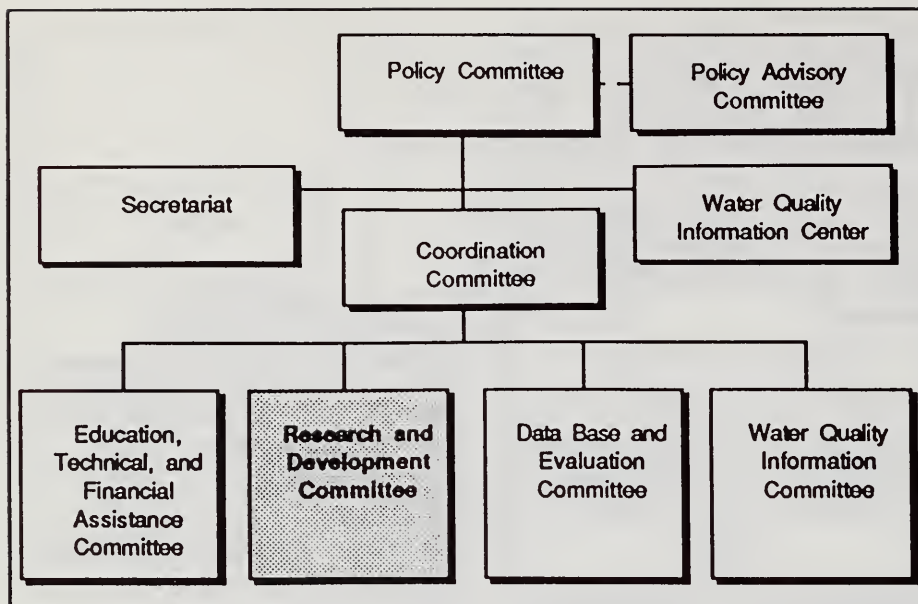 Policy Committee
Policy Advisory
Committee
Secretariat
Water Quality
Information Center
Coordination
Committee
Education,
Technical, and
Financial
Assistance
Committee
Research and
Development
Committee
Data Base and
Evaluation
Committee
Water Quality
Information
Committee